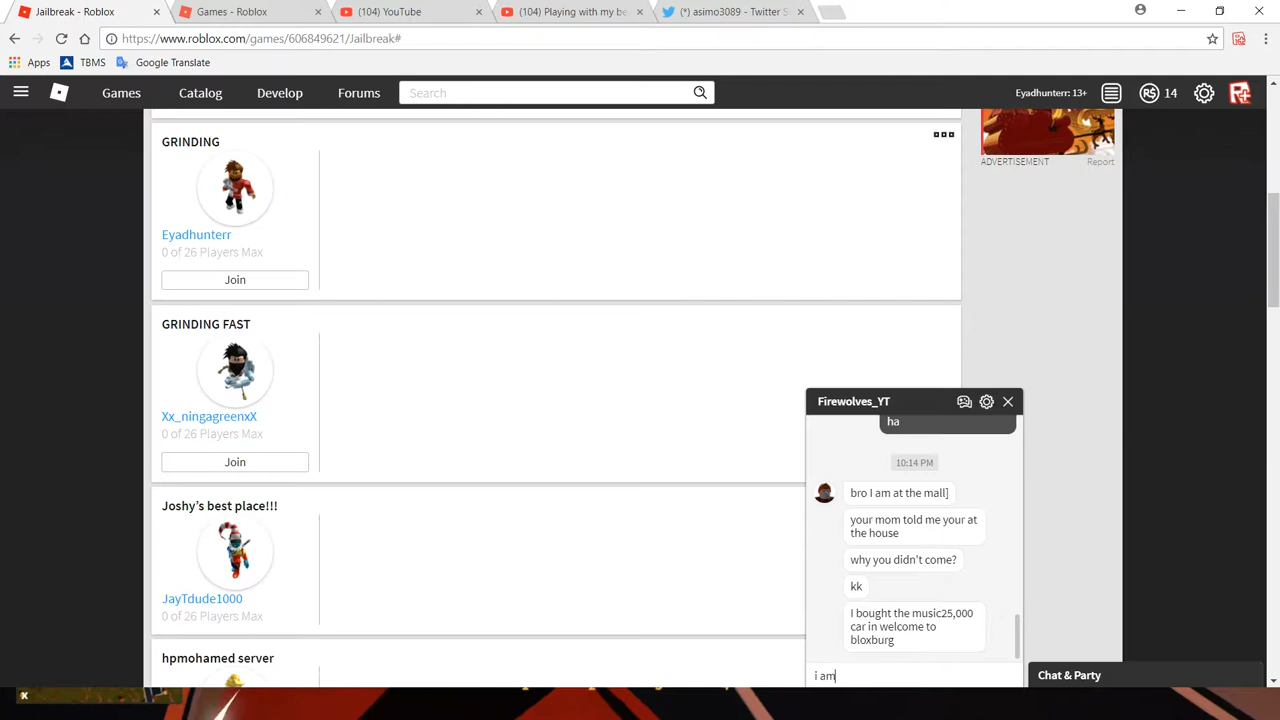 Jailbreak - Roblox
Games - Roblox
(104) YouTube
(104) Playing with my be
(*) asimo3089 - Twitter S
https://www.roblox.com/games/606849621/Jailbreak#
Apps
TBMS
Google Translate
Games
Catalog
Develop
Forums
Search
Eyadhunterr: 13+
R$ 14
GRINDING
Eyadhunterr
0 of 26 Players Max
Join
ADVERTISEMENT
Report
GRINDING FAST
Xx_ningagreenxX
0 of 26 Players Max
Join
Joshy’s best place!!!
JayTdude1000
0 of 26 Players Max
hpmohamed server
Firewolves_YT
ha
10:14 PM
bro I am at the mall]
your mom told me your at
the house
why you didn't come?
kk
I bought the music25,000
car in welcome to
bloxburg
i am
Chat & Party